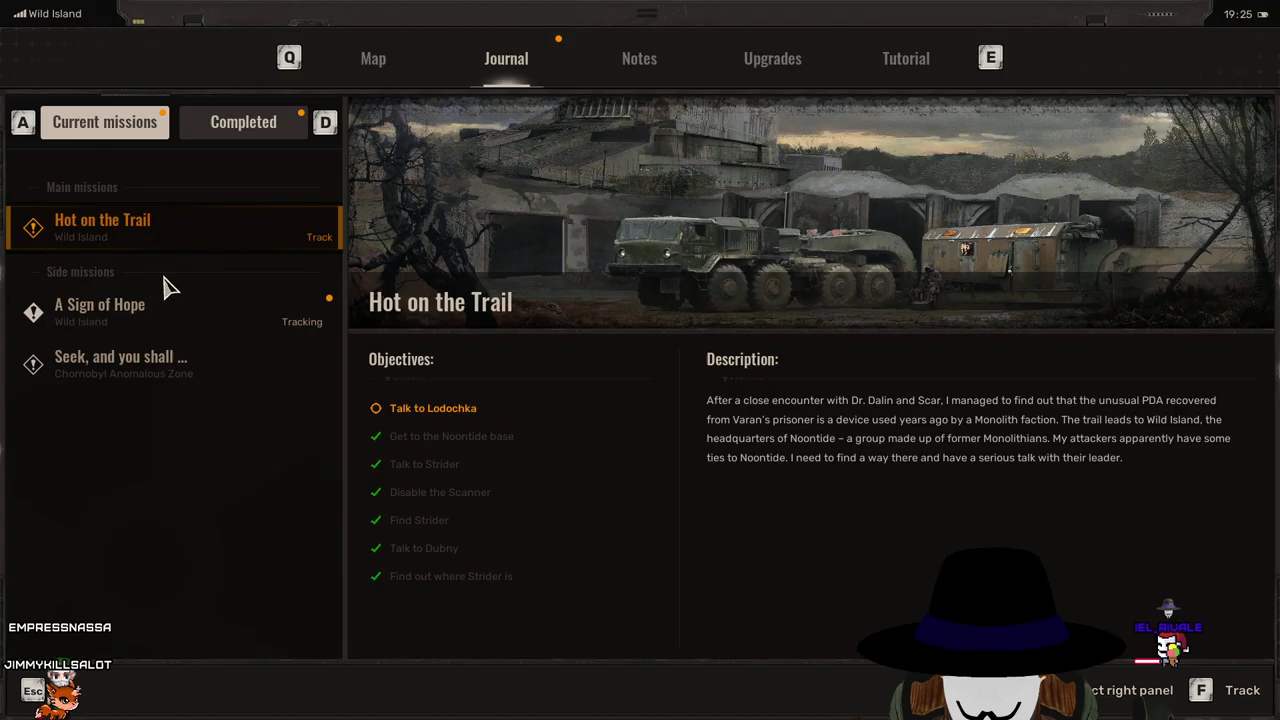 Wild Island
19:25
Q
Map
Journal
Notes
Upgrades
Tutorial
E
A
Current missions
Completed
D
Main missions
Hot on the Trail
Wild Island
Track
Side missions
A Sign of Hope
Wild Island
Tracking
Seek, and you shall ...
Chornobyl Anomalous Zone
Hot on the Trail
Objectives:
Talk to Lodochka
Get to the Noontide base
Talk to Strider
Disable the Scanner
Find Strider
Talk to Dubny
Find out where Strider is
Description:
After a close encounter with Dr. Dalin and Scar, I managed to find out that the unusual PDA recovered
from Varan's prisoner is a device used years ago by a Monolith faction. The trail leads to Wild Island, the
headquarters of Noontide – a group made up of former Monolithians. My attackers apparently have some
ties to Noontide. I need to find a way there and have a serious talk with their leader.
EMPRESSNASSA
JIMMYKILLSALOT
IEL_RIVALE
Esc
ct right panel
F
Track